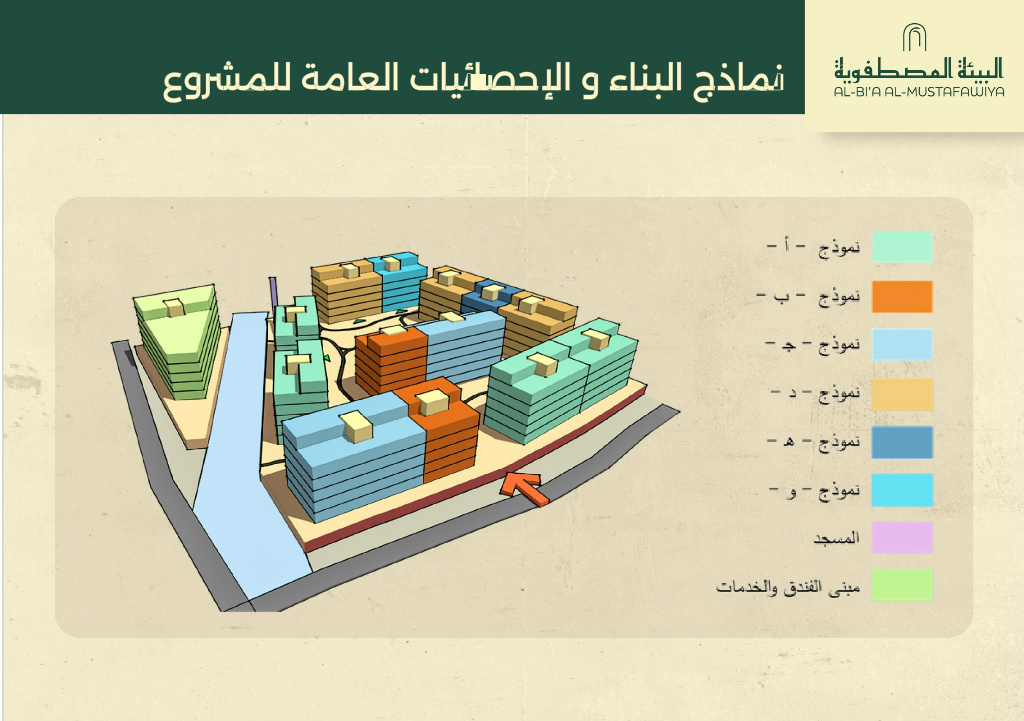 نماذج البناء و الإحصائيات العامة للمشروع
البيئة المصطفوية
AL-BI'A AL-MUSTAFAWIYA
نموذج - أ -
نموذج - ب -
نموذج - جـ -
نموذج - د -
نموذج - هـ -
نموذج - و -
المسجد
مبنى الفندق والخدمات